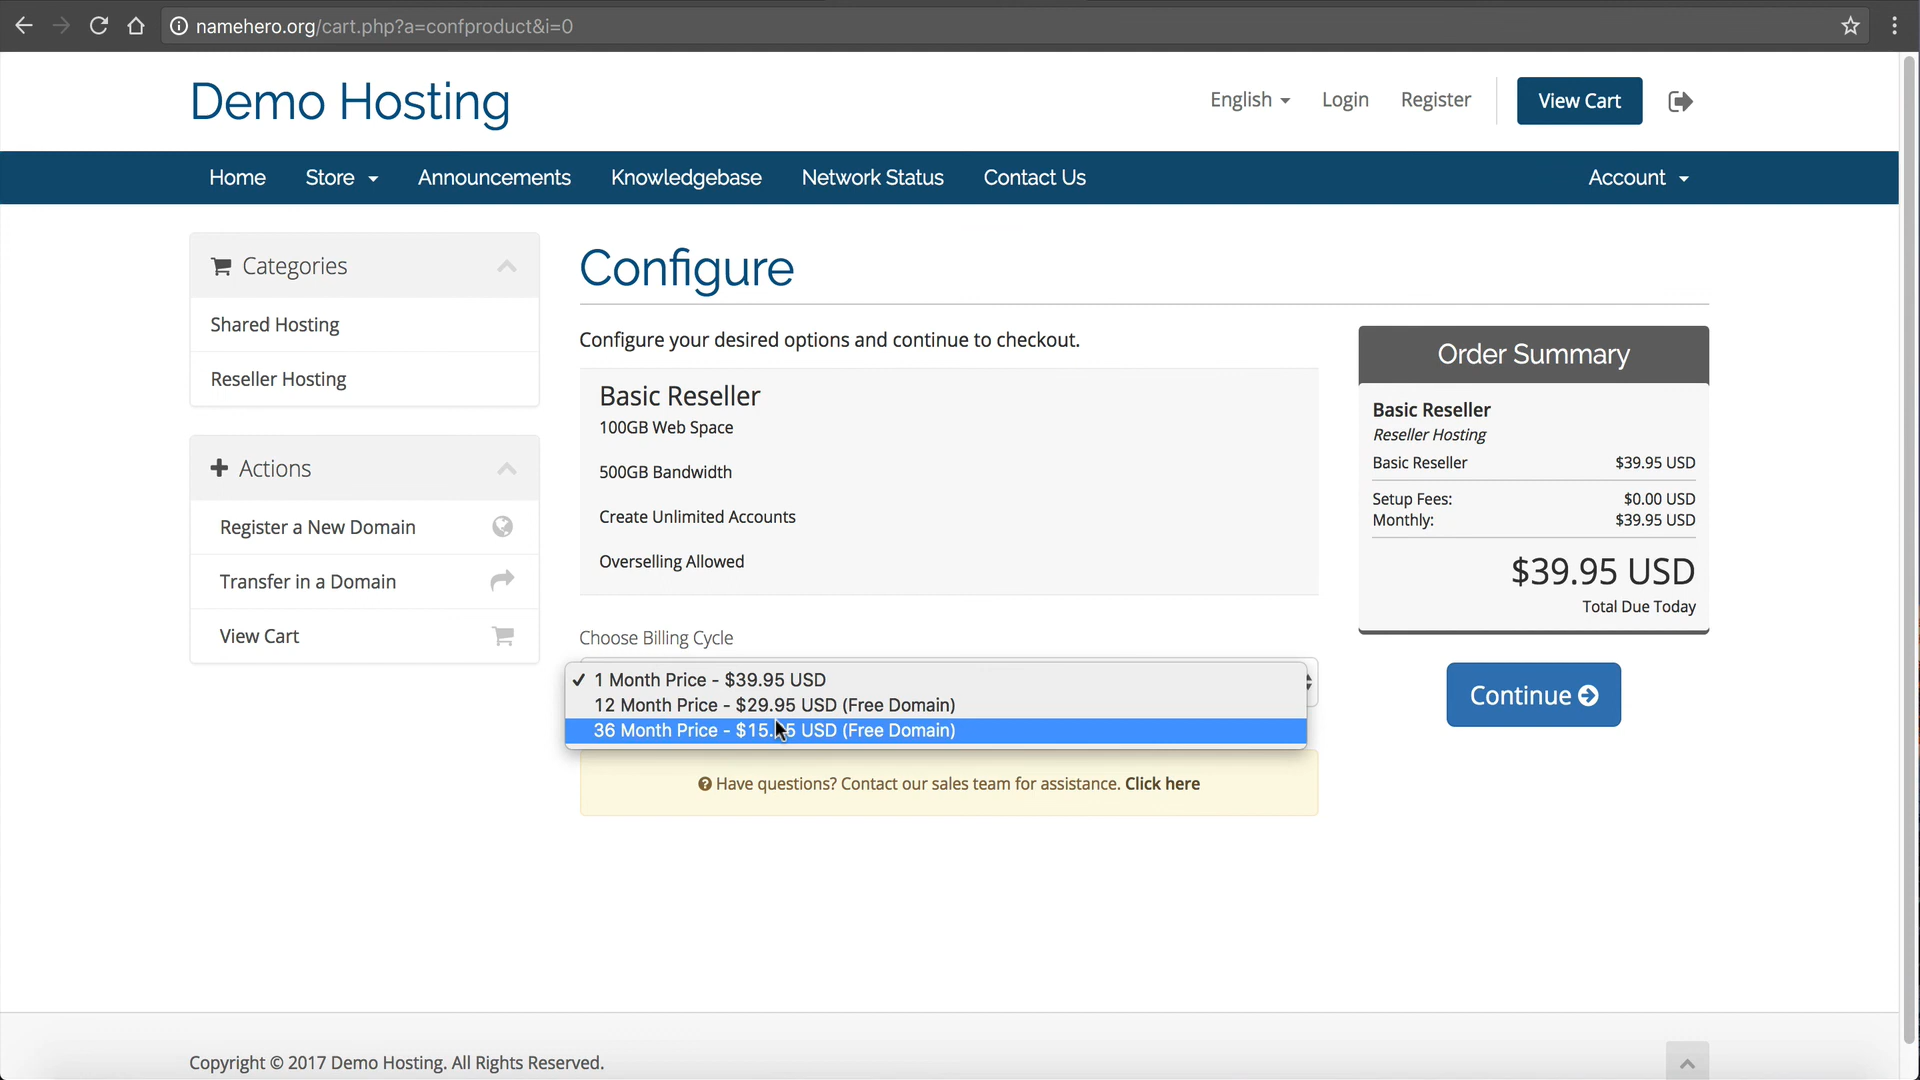 namehero.org/cart.php?a=confproduct&i=0
Demo Hosting
English
Login
Register
View Cart
Home
Store
Announcements
Knowledgebase
Network Status
Contact Us
Account
Categories
Shared Hosting
Reseller Hosting
Actions
Register a New Domain
Transfer in a Domain
View Cart
Configure
Configure your desired options and continue to checkout.
Basic Reseller
100GB Web Space
500GB Bandwidth
Create Unlimited Accounts
Overselling Allowed
Choose Billing Cycle
✓ 1 Month Price - $39.95 USD
12 Month Price - $29.95 USD (Free Domain)
36 Month Price - USD (Free Domain)
Have questions? Contact our sales team for assistance. Click here
Order Summary
Basic Reseller
Reseller Hosting
Basic Reseller $39.95 USD
Setup Fees: $0.00 USD
Monthly: $39.95 USD
$39.95 USD
Total Due Today
Continue
Copyright © 2017 Demo Hosting. All Rights Reserved.